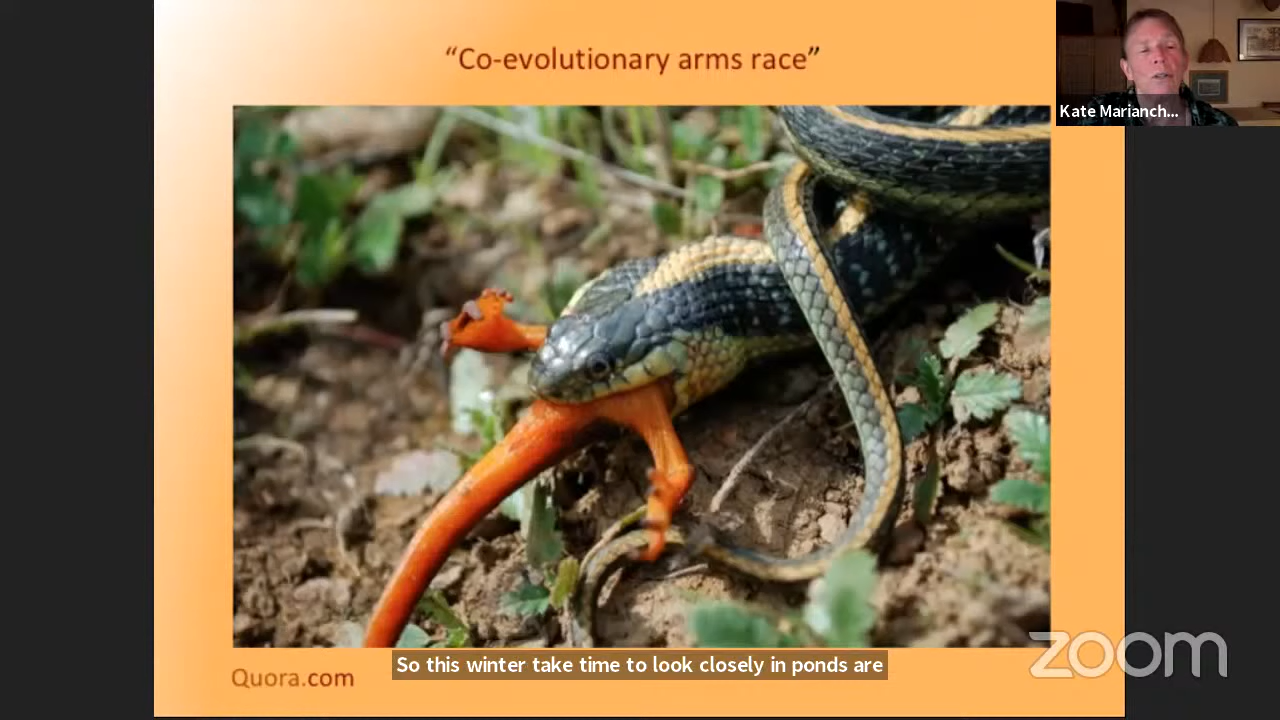 “Co-evolutionary arms race”
Kate Marianch...
Quora.com
So this winter take time to look closely in ponds are
zoom